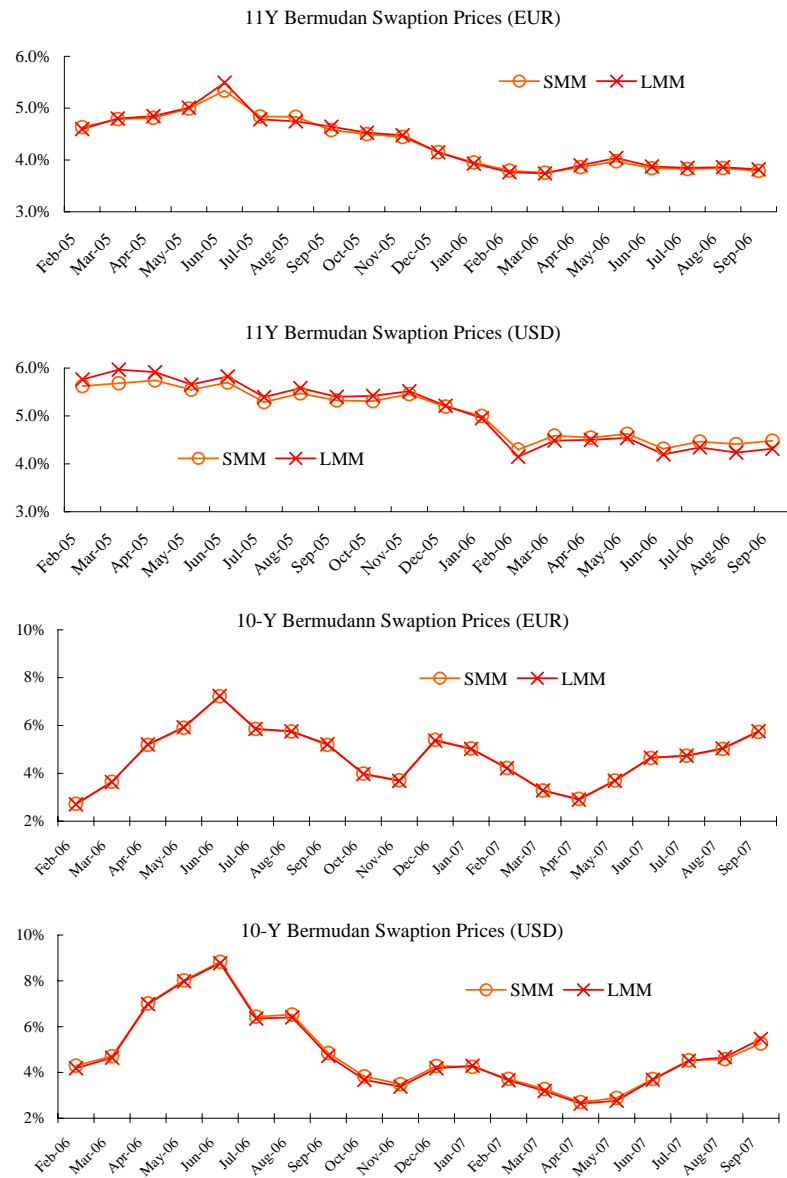 11Y Bermudan Swaption Prices (EUR)
6.0%
5.0%
4.0%
3.0%
SMM LMM
Feb-05 Mar-05 Apr-05 May-05 Jun-05 Jul-05 Aug-05 Sep-05 Oct-05 Nov-05 Dec-05 Jan-06 Feb-06 Mar-06 Apr-06 May-06 Jun-06 Jul-06 Aug-06 Sep-06
11Y Bermudan Swaption Prices (USD)
6.0%
5.0%
4.0%
3.0%
SMM LMM
Feb-05 Mar-05 Apr-05 May-05 Jun-05 Jul-05 Aug-05 Sep-05 Oct-05 Nov-05 Dec-05 Jan-06 Feb-06 Mar-06 Apr-06 May-06 Jun-06 Jul-06 Aug-06 Sep-06
10-Y Bermudann Swaption Prices (EUR)
10%
8%
6%
4%
2%
SMM LMM
Feb-06 Mar-06 Apr-06 May-06 Jun-06 Jul-06 Aug-06 Sep-06 Oct-06 Nov-06 Dec-06 Jan-07 Feb-07 Mar-07 Apr-07 May-07 Jun-07 Jul-07 Aug-07 Sep-07
10-Y Bermudan Swaption Prices (USD)
10%
8%
6%
4%
2%
SMM LMM
Feb-06 Mar-06 Apr-06 May-06 Jun-06 Jul-06 Aug-06 Sep-06 Oct-06 Nov-06 Dec-06 Jan-07 Feb-07 Mar-07 Apr-07 May-07 Jun-07 Jul-07 Aug-07 Sep-07